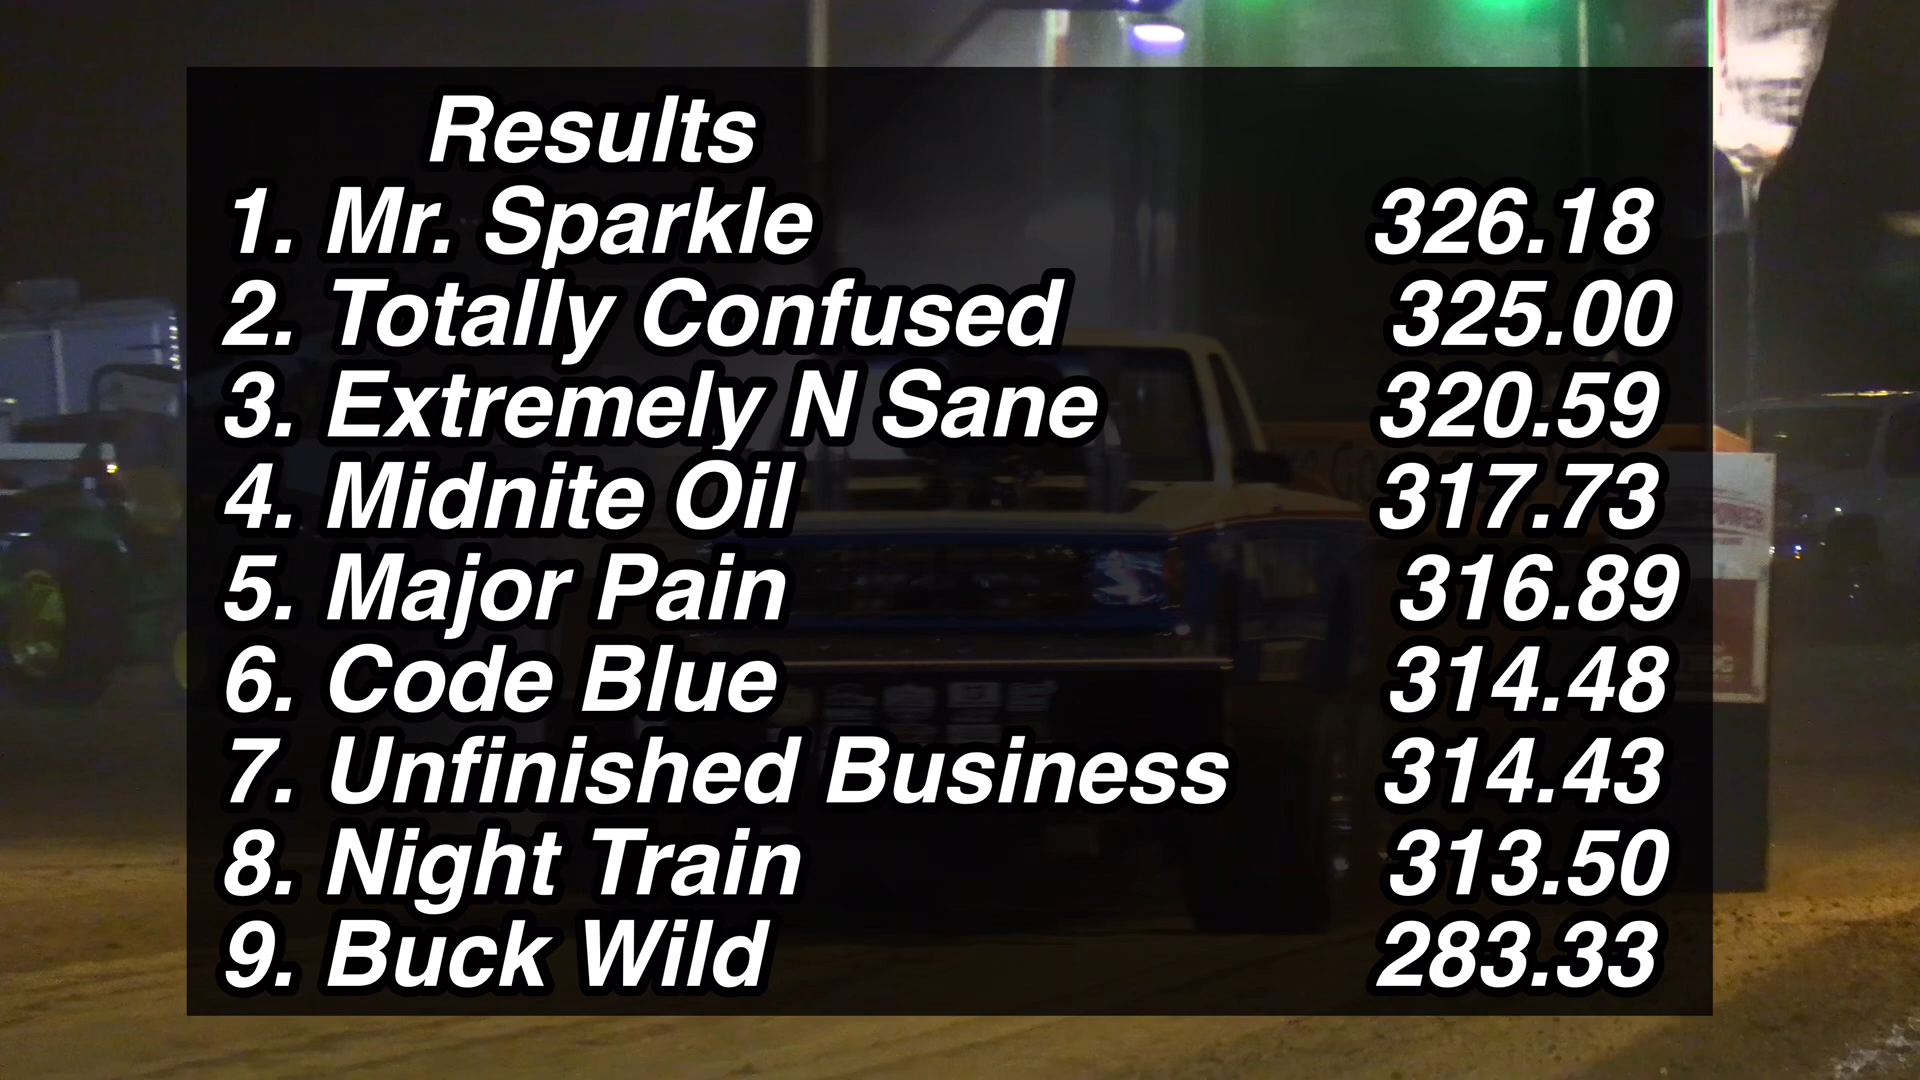 Results
1. Mr. Sparkle 326.18
2. Totally Confused 325.00
3. Extremely N Sane 320.59
4. Midnite Oil 317.73
5. Major Pain 316.89
6. Code Blue 314.48
7. Unfinished Business 314.43
8. Night Train 313.50
9. Buck Wild 283.33